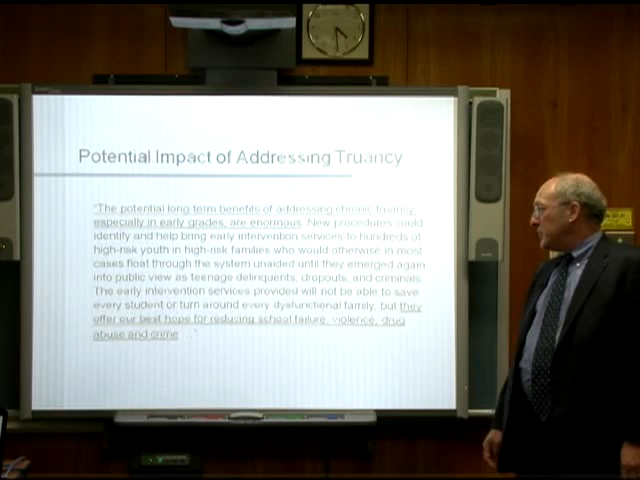 Potential Impact of Addressing Truancy
"The potential long term benefits of addressing chronic truancy,
especially in early grades, are enormous. New procedures could
identify and help bring early intervention services to hundreds of
high-risk youth in high-risk families who would otherwise in most
cases float through the system unaided until they emerged again
into public view as teenage delinquents, dropouts, and criminals.
The early intervention services provided will not be able to save
every student or turn around every dysfunctional family, but they
offer our best hope for reducing school failure, violence, drug
abuse and crime ..."